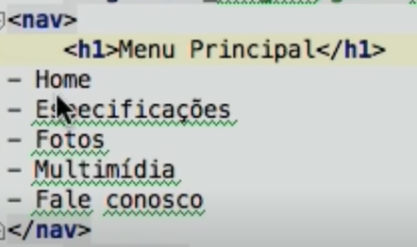 <nav>
<h1>Menu Principal</h1>
- Home
- Especificações
- Fotos
- Multimídia
- Fale conosco
</nav>